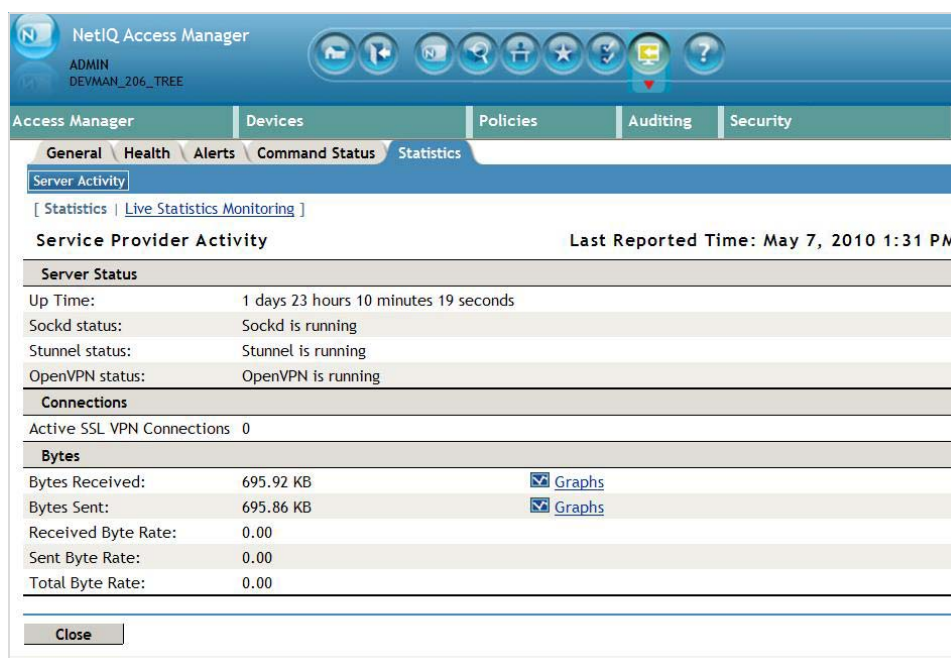 NetIQ Access Manager
ADMIN
DEVMAN_206_TREE
Access Manager Devices Policies Auditing Security
General Health Alerts Command Status Statistics
Server Activity
[ Statistics | Live Statistics Monitoring ]
Service Provider Activity Last Reported Time: May 7, 2010 1:31 PM
Server Status
Up Time: 1 days 23 hours 10 minutes 19 seconds
Sockd status: Sockd is running
Stunnel status: Stunnel is running
OpenVPN status: OpenVPN is running
Connections
Active SSL VPN Connections 0
Bytes
Bytes Received: 695.92 KB Graphs
Bytes Sent: 695.86 KB Graphs
Received Byte Rate: 0.00
Sent Byte Rate: 0.00
Total Byte Rate: 0.00
Close